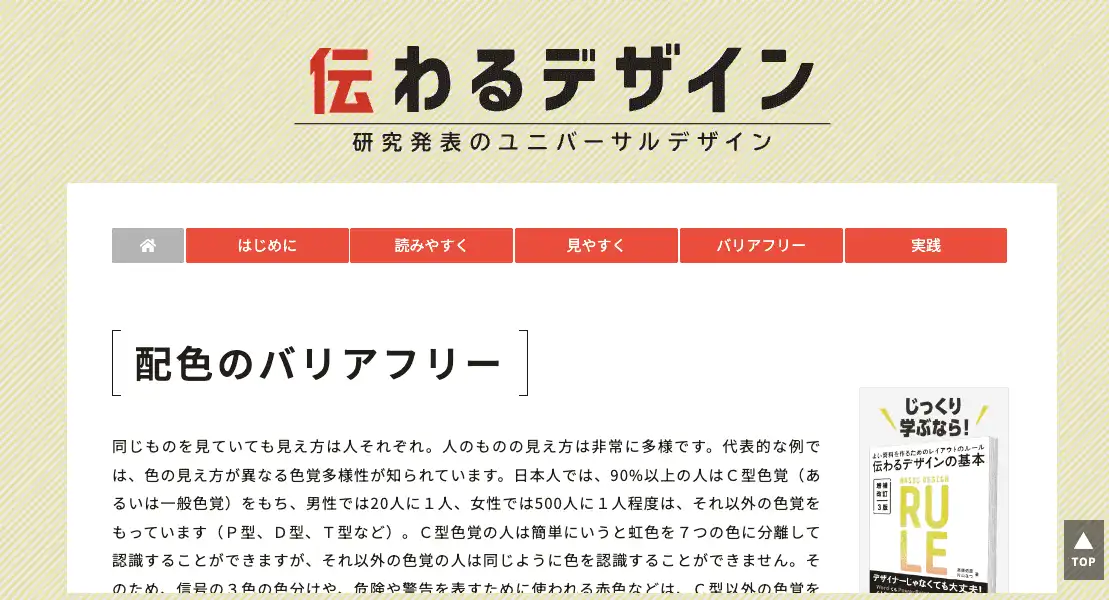 伝わるデザイン
研究発表のユニバーサルデザイン
はじめに
読みやすく
見やすく
バリアフリー
実践
配色のバリアフリー
同じものを見ていても見え方は人それぞれ。人のものの見え方は非常に多様です。代表的な例で
は、色の見え方が異なる色覚多様性が知られています。日本人では、90%以上の人はＣ型色覚（あ
るいは一般色覚）をもち、男性では20人に１人、女性では500人に１人程度は、それ以外の色覚を
もっています（Ｐ型、Ｄ型、Ｔ型など）。Ｃ型色覚の人は簡単にいうと虹色を７つの色に分離して
認識することができますが、それ以外の色覚の人は同じように色を認識することができません。そ
のため、信号の３色の色分けや、危険や警告を表すために使われる赤色などは、Ｃ型以外の色覚を
じっくり
学ぶなら!
よい資料を作るためのレイアウトのルール
伝わるデザインの基本
増補
改訂
3版
BASIC DESIGN
RU
LE
デザイナーじゃなくても大丈夫!
TOP